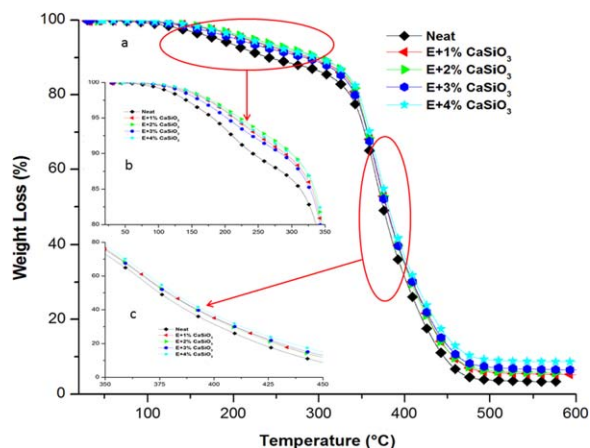 100
80
60
40
20
0
Weight Loss (%)
100 200 300 400 500 600
Temperature (°C)
a
Neat
E+1% CaSiO3
E+2% CaSiO3
E+3% CaSiO3
E+4% CaSiO3
100
95
90
85
80
b
Neat
E+1% CaSiO3
E+2% CaSiO3
E+3% CaSiO3
E+4% CaSiO3
50 100 150 200 250 300 350
80
60
40
20
0
c
Neat
E+1% CaSiO3
E+2% CaSiO3
E+3% CaSiO3
E+4% CaSiO3
350 375 400 425 450